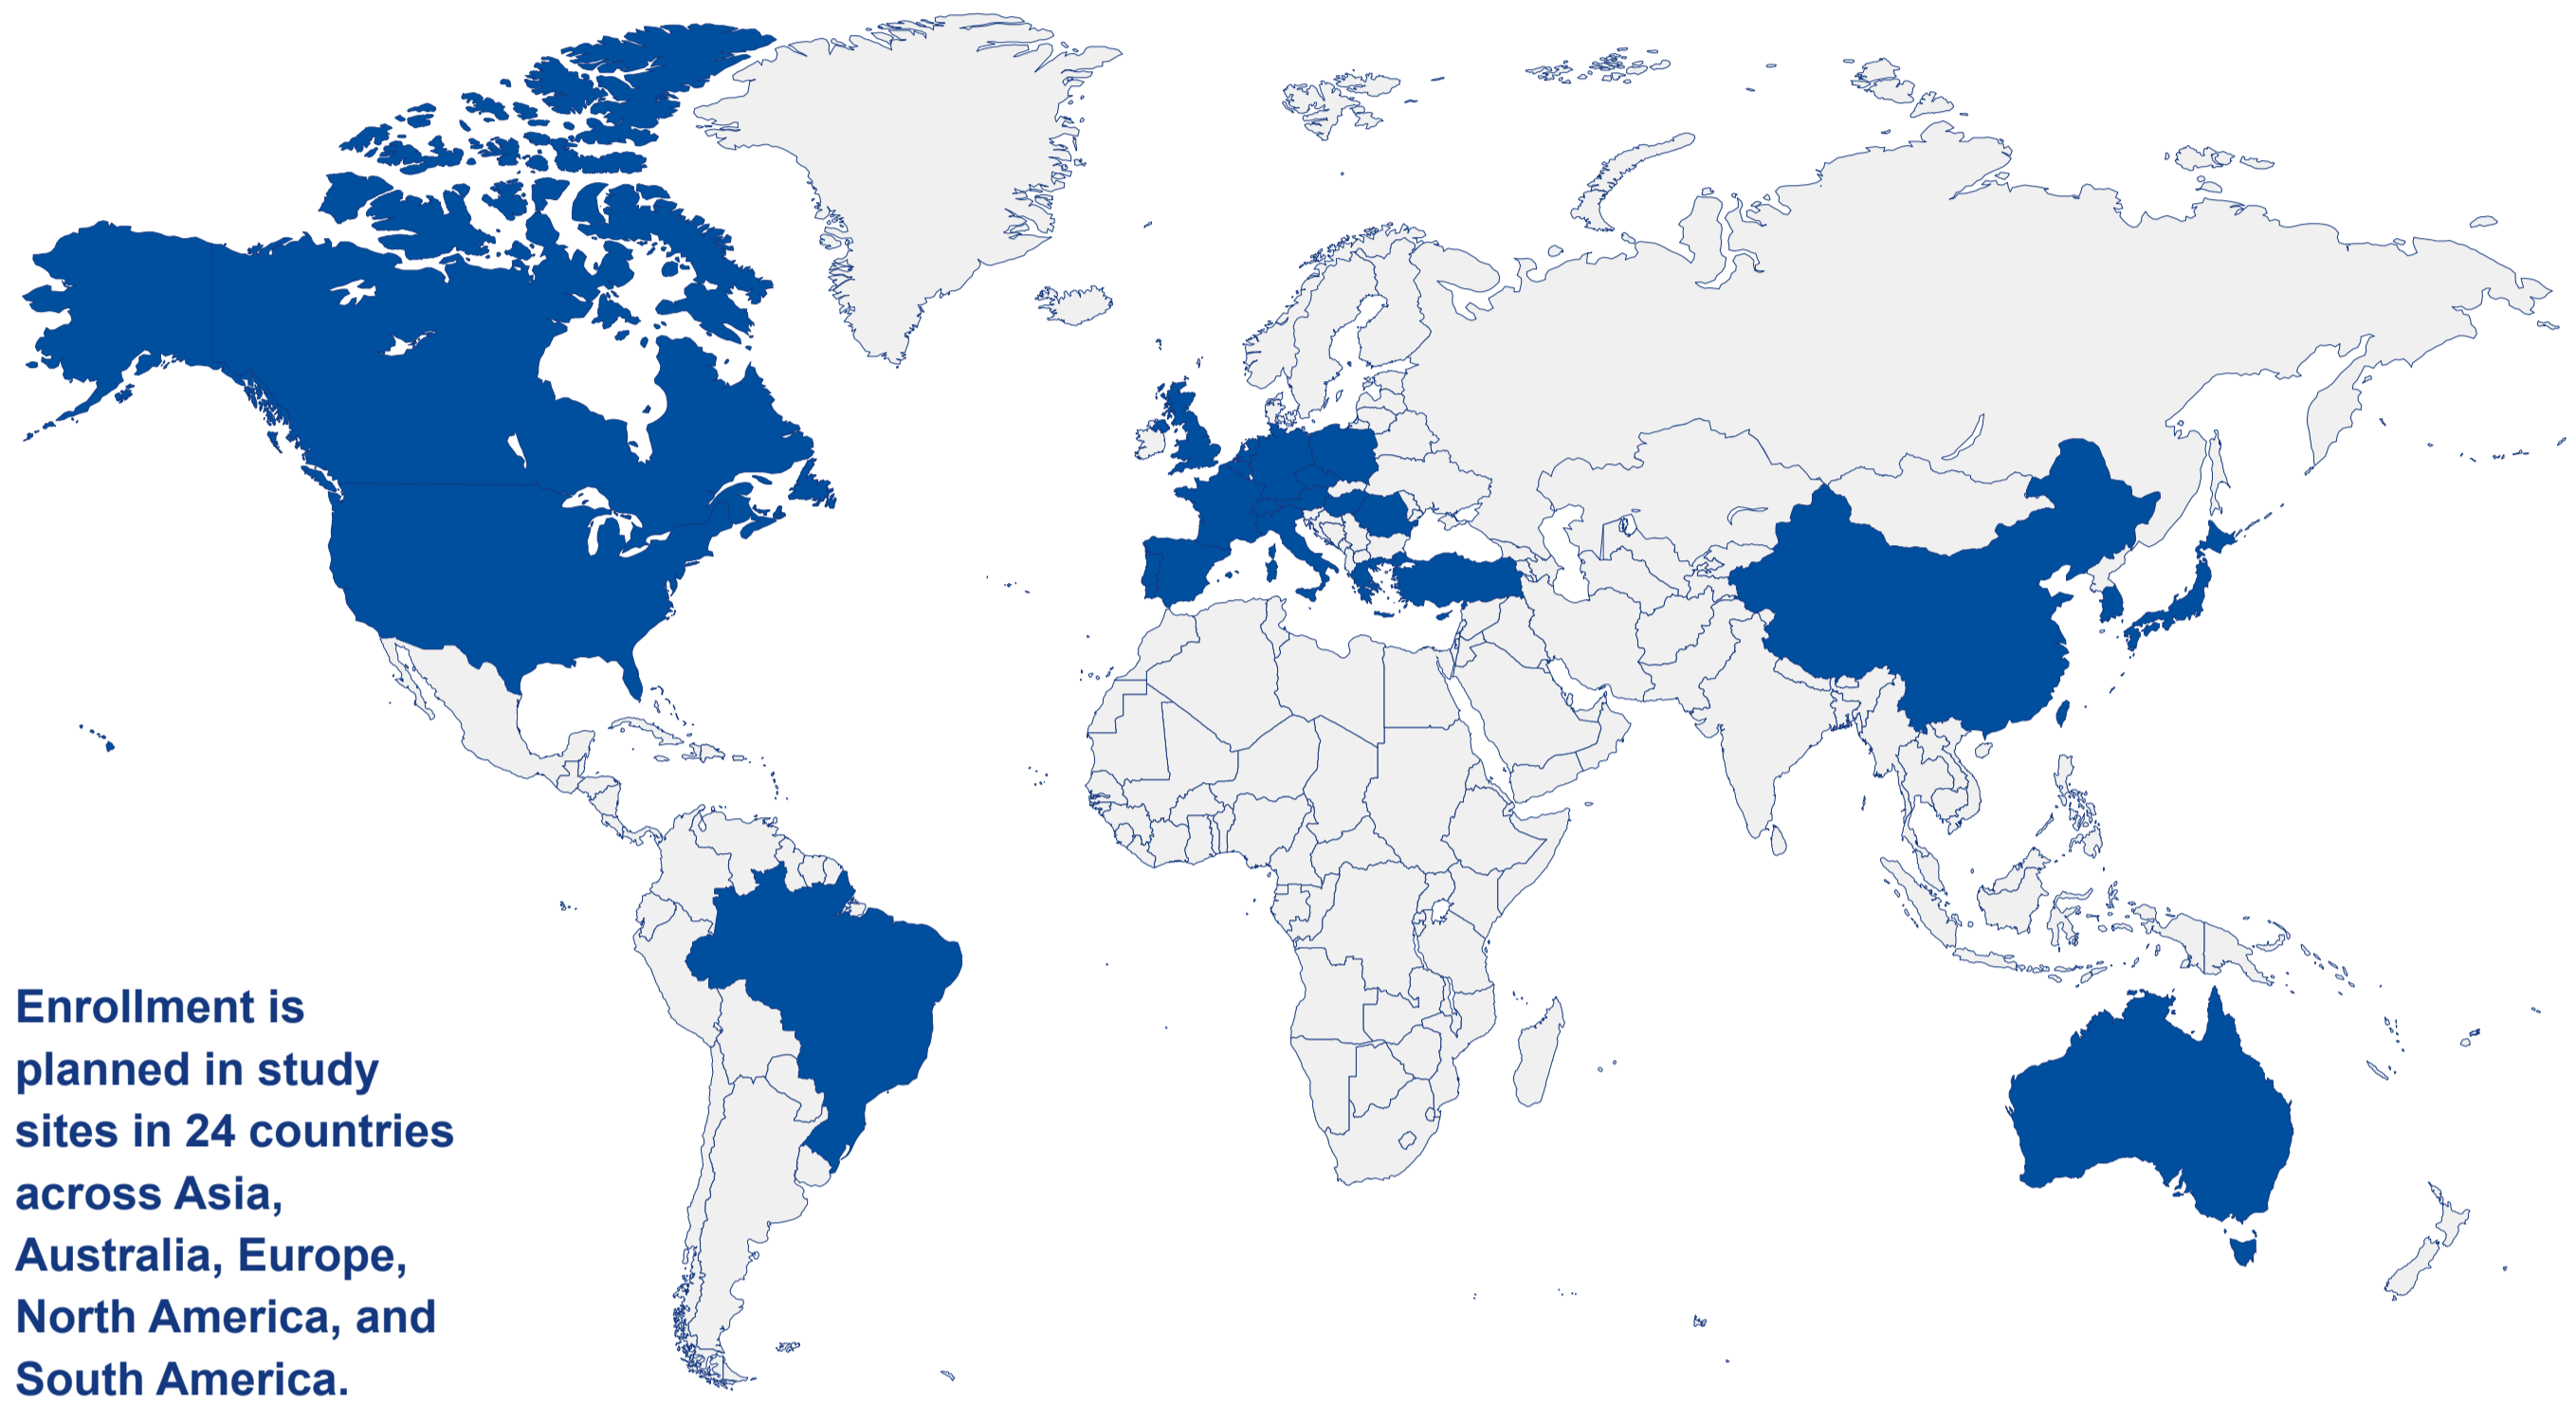 Enrollment is
planned in study
sites in 24 countries
across Asia,
Australia, Europe,
North America, and
South America.